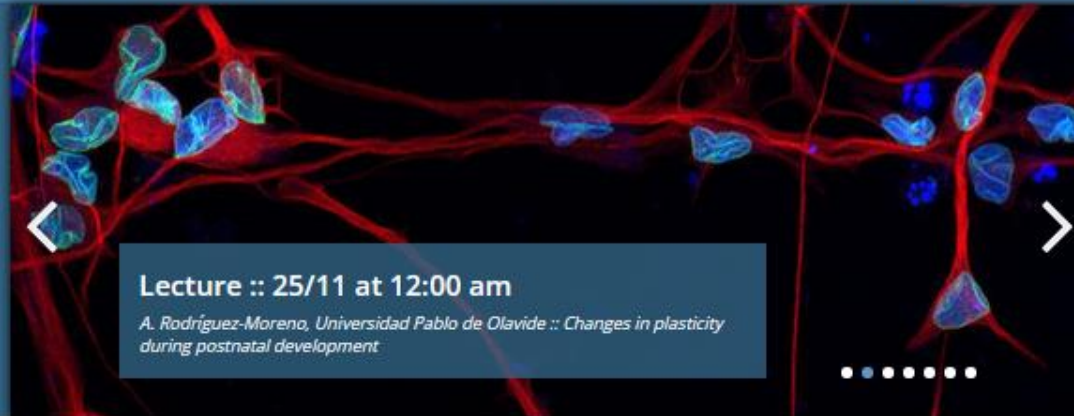 Lecture :: 25/11 at 12:00 am
A. Rodríguez-Moreno, Universidad Pablo de Olavide :: Changes in plasticity
during postnatal development